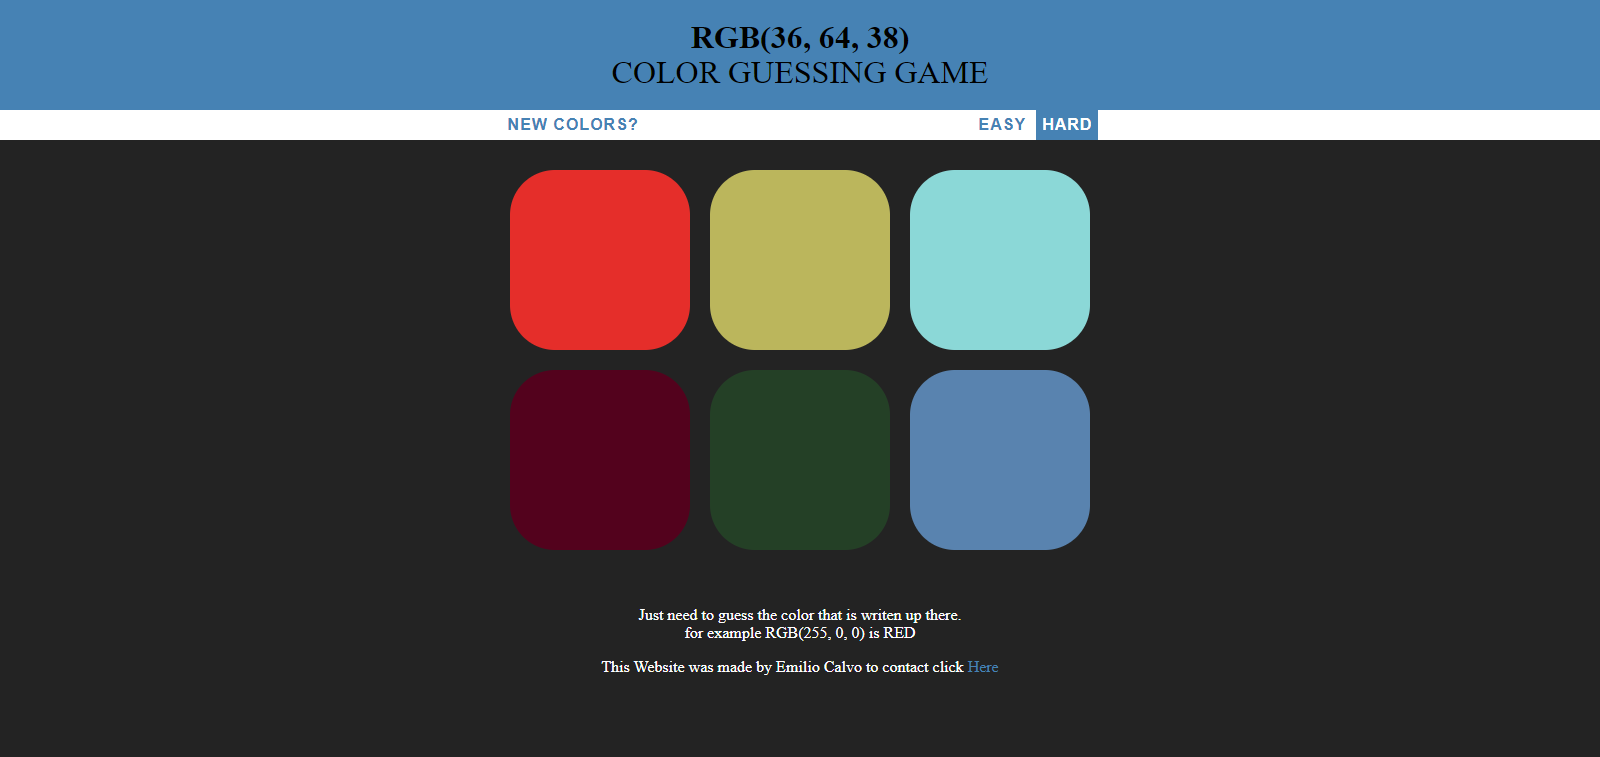 RGB(36, 64, 38)
COLOR GUESSING GAME
NEW COLORS? EASY HARD
Just need to guess the color that is writen up there.
for example RGB(255, 0, 0) is RED
This Website was made by Emilio Calvo to contact click Here